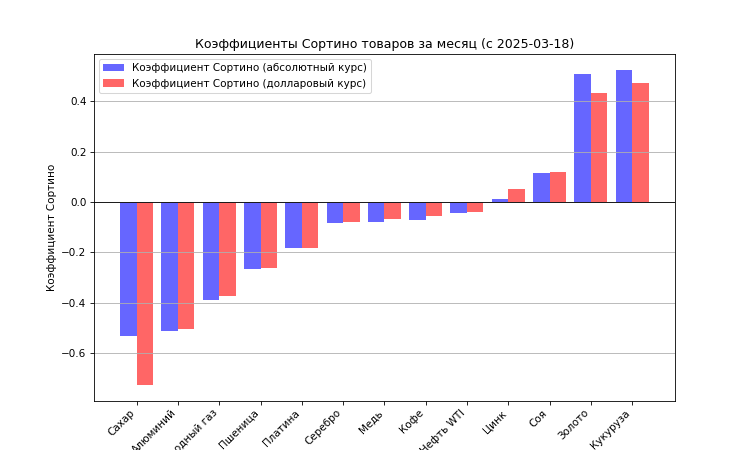 Коэффициенты Сортино товаров за месяц (с 2025-03-18)
Коэффициент Сортино (абсолютный курс)
Коэффициент Сортино (долларовый курс)
Коэффициент Сортино
0.4
0.2
0.0
−0.2
−0.4
−0.6
Сахар
Алюминий
газ
Пшеница
Платина
Серебро
Медь
Кофе
Нефть WTI
Цинк
Соя
Золото
Кукуруза